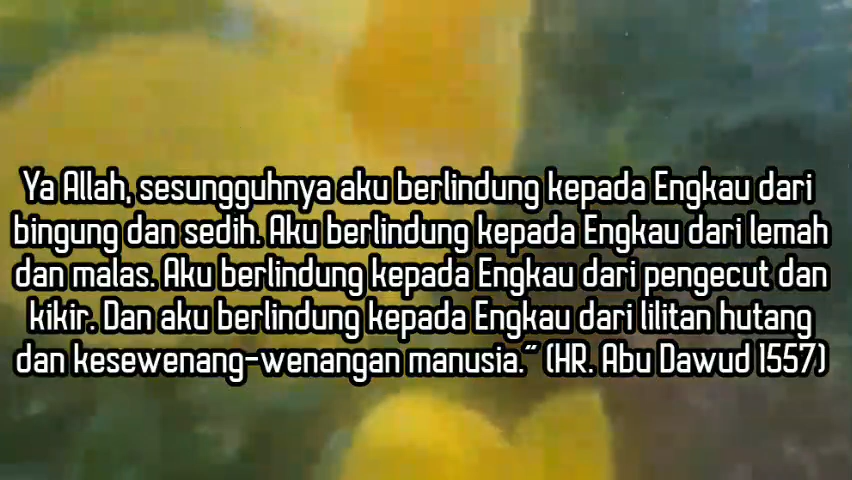 Ya Allah, sesungguhnya aku berlindung kepada Engkau dari
bingung dan sedih. Aku berlindung kepada Engkau dari lemah
dan malas. Aku berlindung kepada Engkau dari pengecut dan
kikir. Dan aku berlindung kepada Engkau dari lilitan hutang
dan kesewenang-wenangan manusia.” (HR. Abu Dawud 1557)